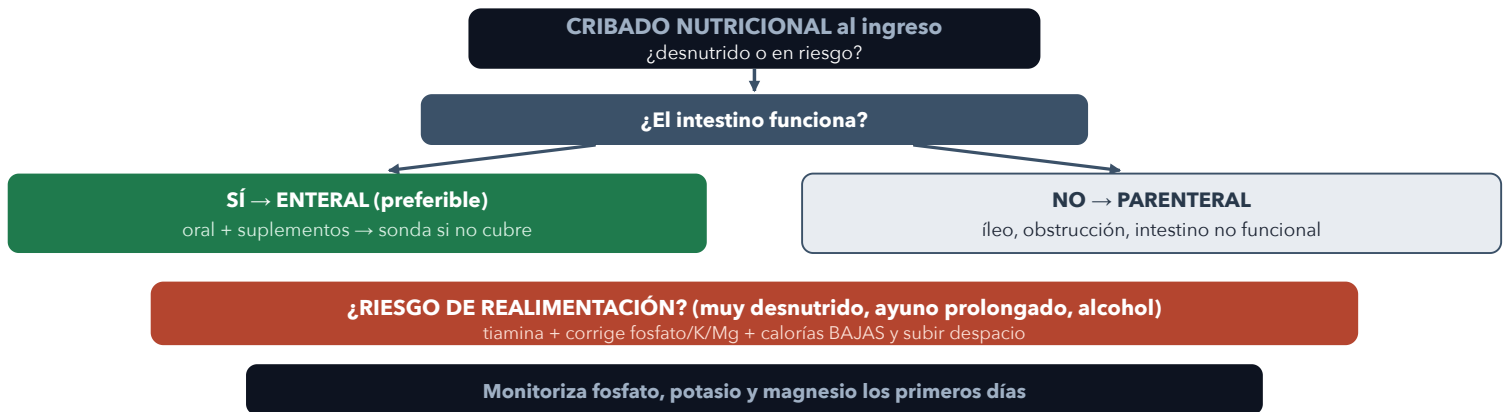 CRIBADO NUTRICIONAL al ingreso
¿desnutrido o en riesgo?
¿El intestino funciona?
SÍ → ENTERAL (preferible)
oral + suplementos → sonda si no cubre
NO → PARENTERAL
íleo, obstrucción, intestino no funcional
¿RIESGO DE REALIMENTACIÓN? (muy desnutrido, ayuno prolongado, alcohol)
tiamina + corrige fosfato/K/Mg + calorías BAJAS y subir despacio
Monitoriza fosfato, potasio y magnesio los primeros días